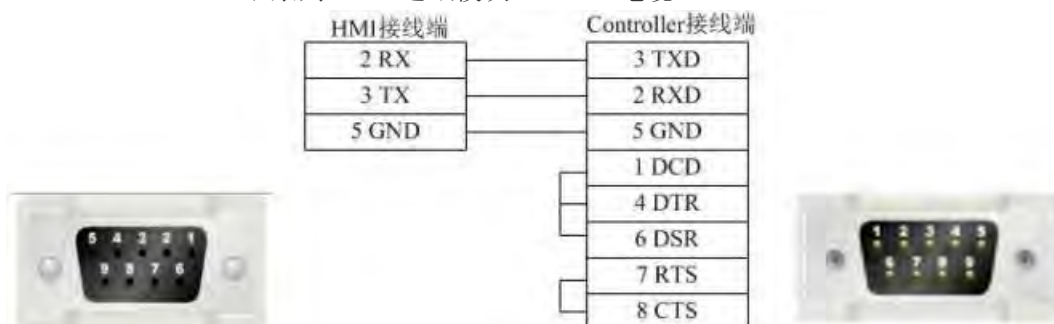 HMI接线端
Controller接线端
2 RX
3 TXD
3 TX
2 RXD
5 GND
5 GND
1 DCD
4 DTR
6 DSR
7 RTS
8 CTS
5 4 3 2 1
9 8 7 6
1 2 3 4 5
6 7 8 9